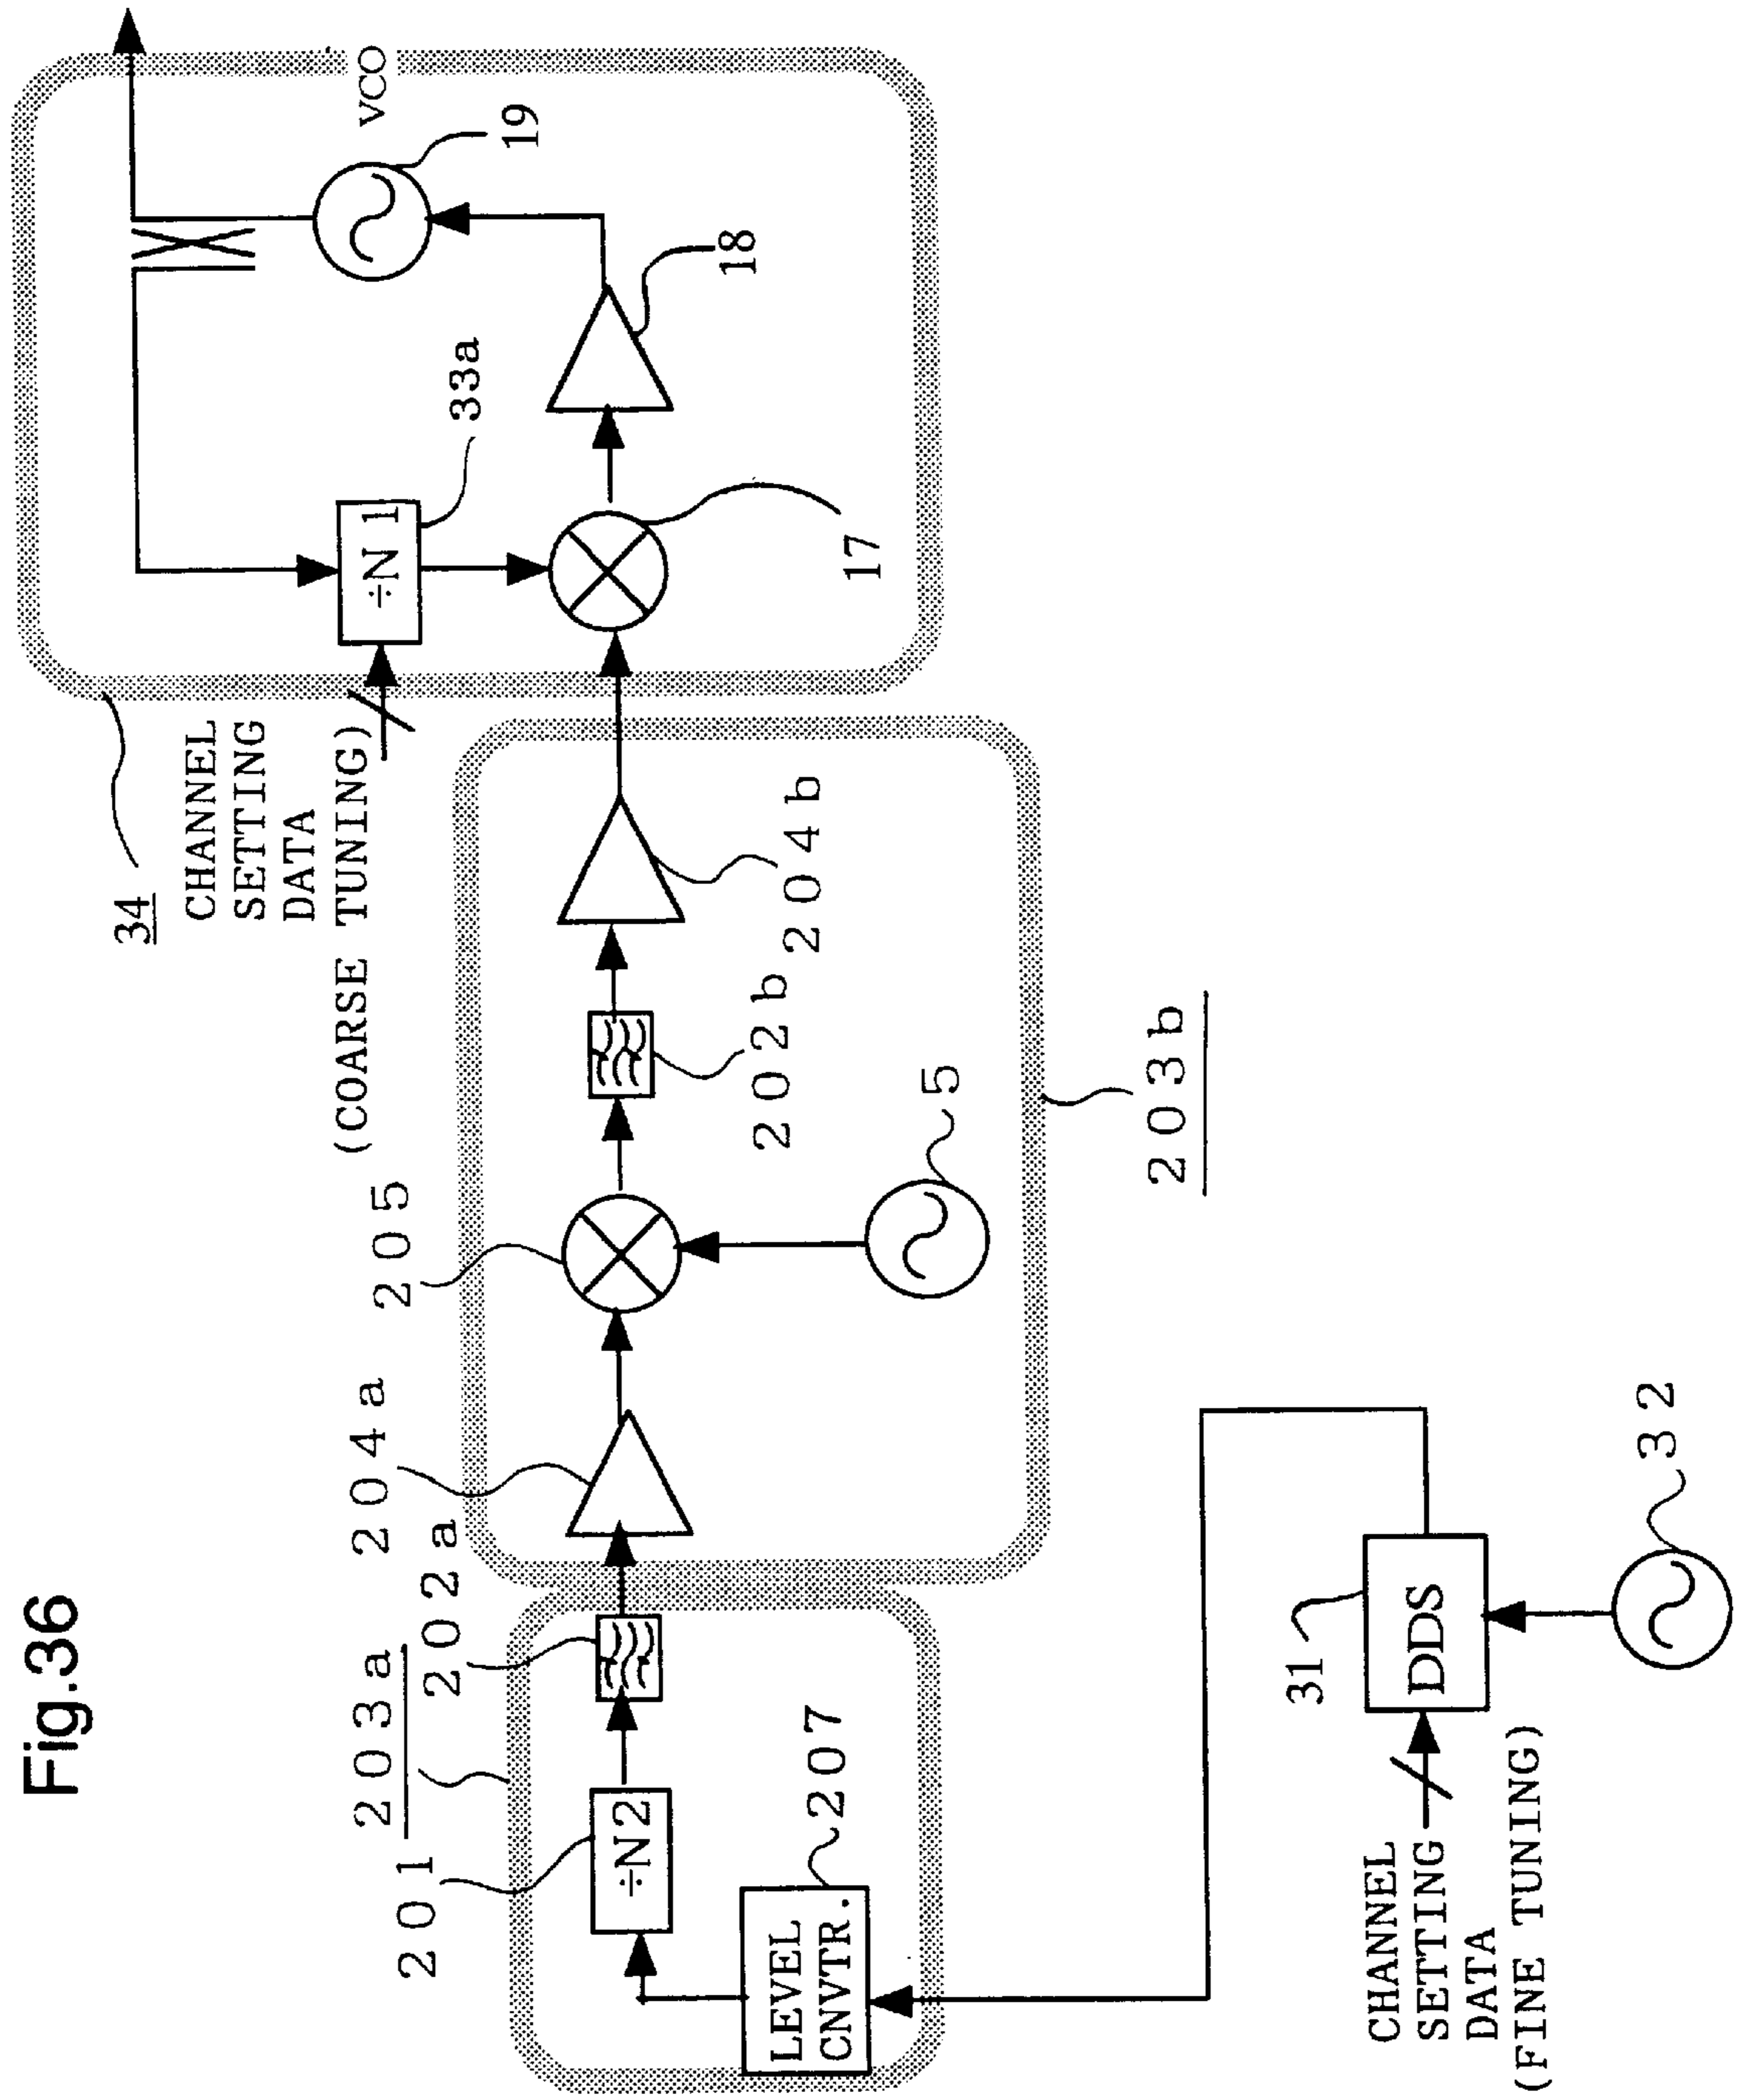 Fig.36
203a
201
÷N2
202a
LEVEL
CNVTR.
207
204a
205
202b
204b
5
203b
34
CHANNEL
SETTING
DATA
(COARSE TUNING)
÷N1
33a
17
18
19
VCO
CHANNEL
SETTING
DATA
(FINE TUNING)
31
DDS
32